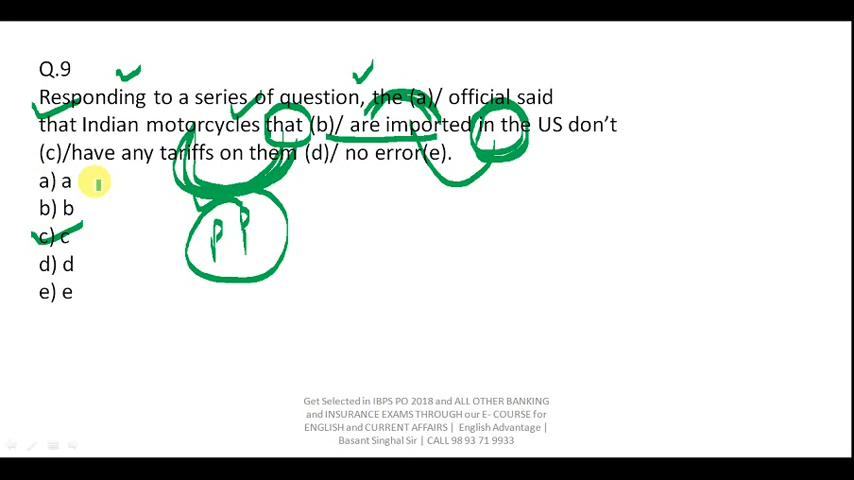 Q.9
Responding to a series of question, the (a)/ official said
that Indian motorcycles that (b)/ are imported in the US don't
(c)/have any tariffs on them (d)/ no error(e).
a) a
b) b
c) c
d) d
e) e
PP
Get Selected in IBPS PO 2018 and ALL OTHER BANKING
and INSURANCE EXAMS THROUGH our E- COURSE for
ENGLISH and CURRENT AFFAIRS | English Advantage |
Basant Singhal Sir | CALL 98 93 71 9933